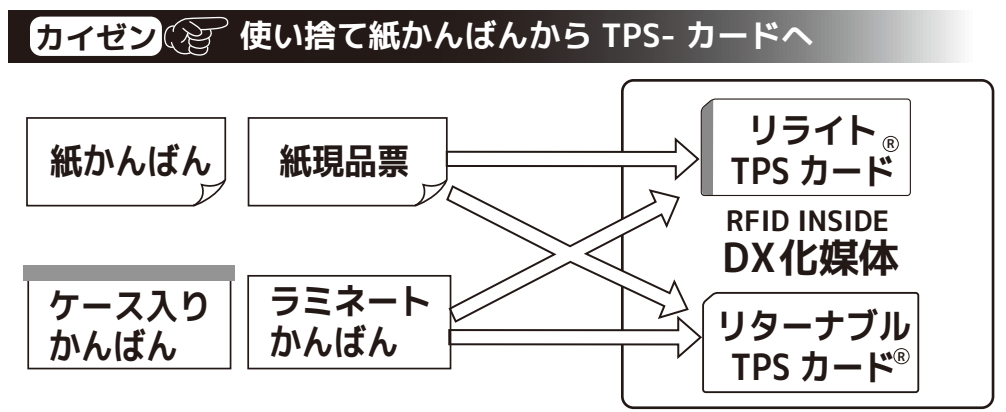 カイゼン 使い捨て紙かんばんから TPS- カードへ
紙かんばん
紙現品票
リライト®
TPS カード
RFID INSIDE
DX化媒体
ケース入り
かんばん
ラミネート
かんばん
リターナブル
TPS カード®